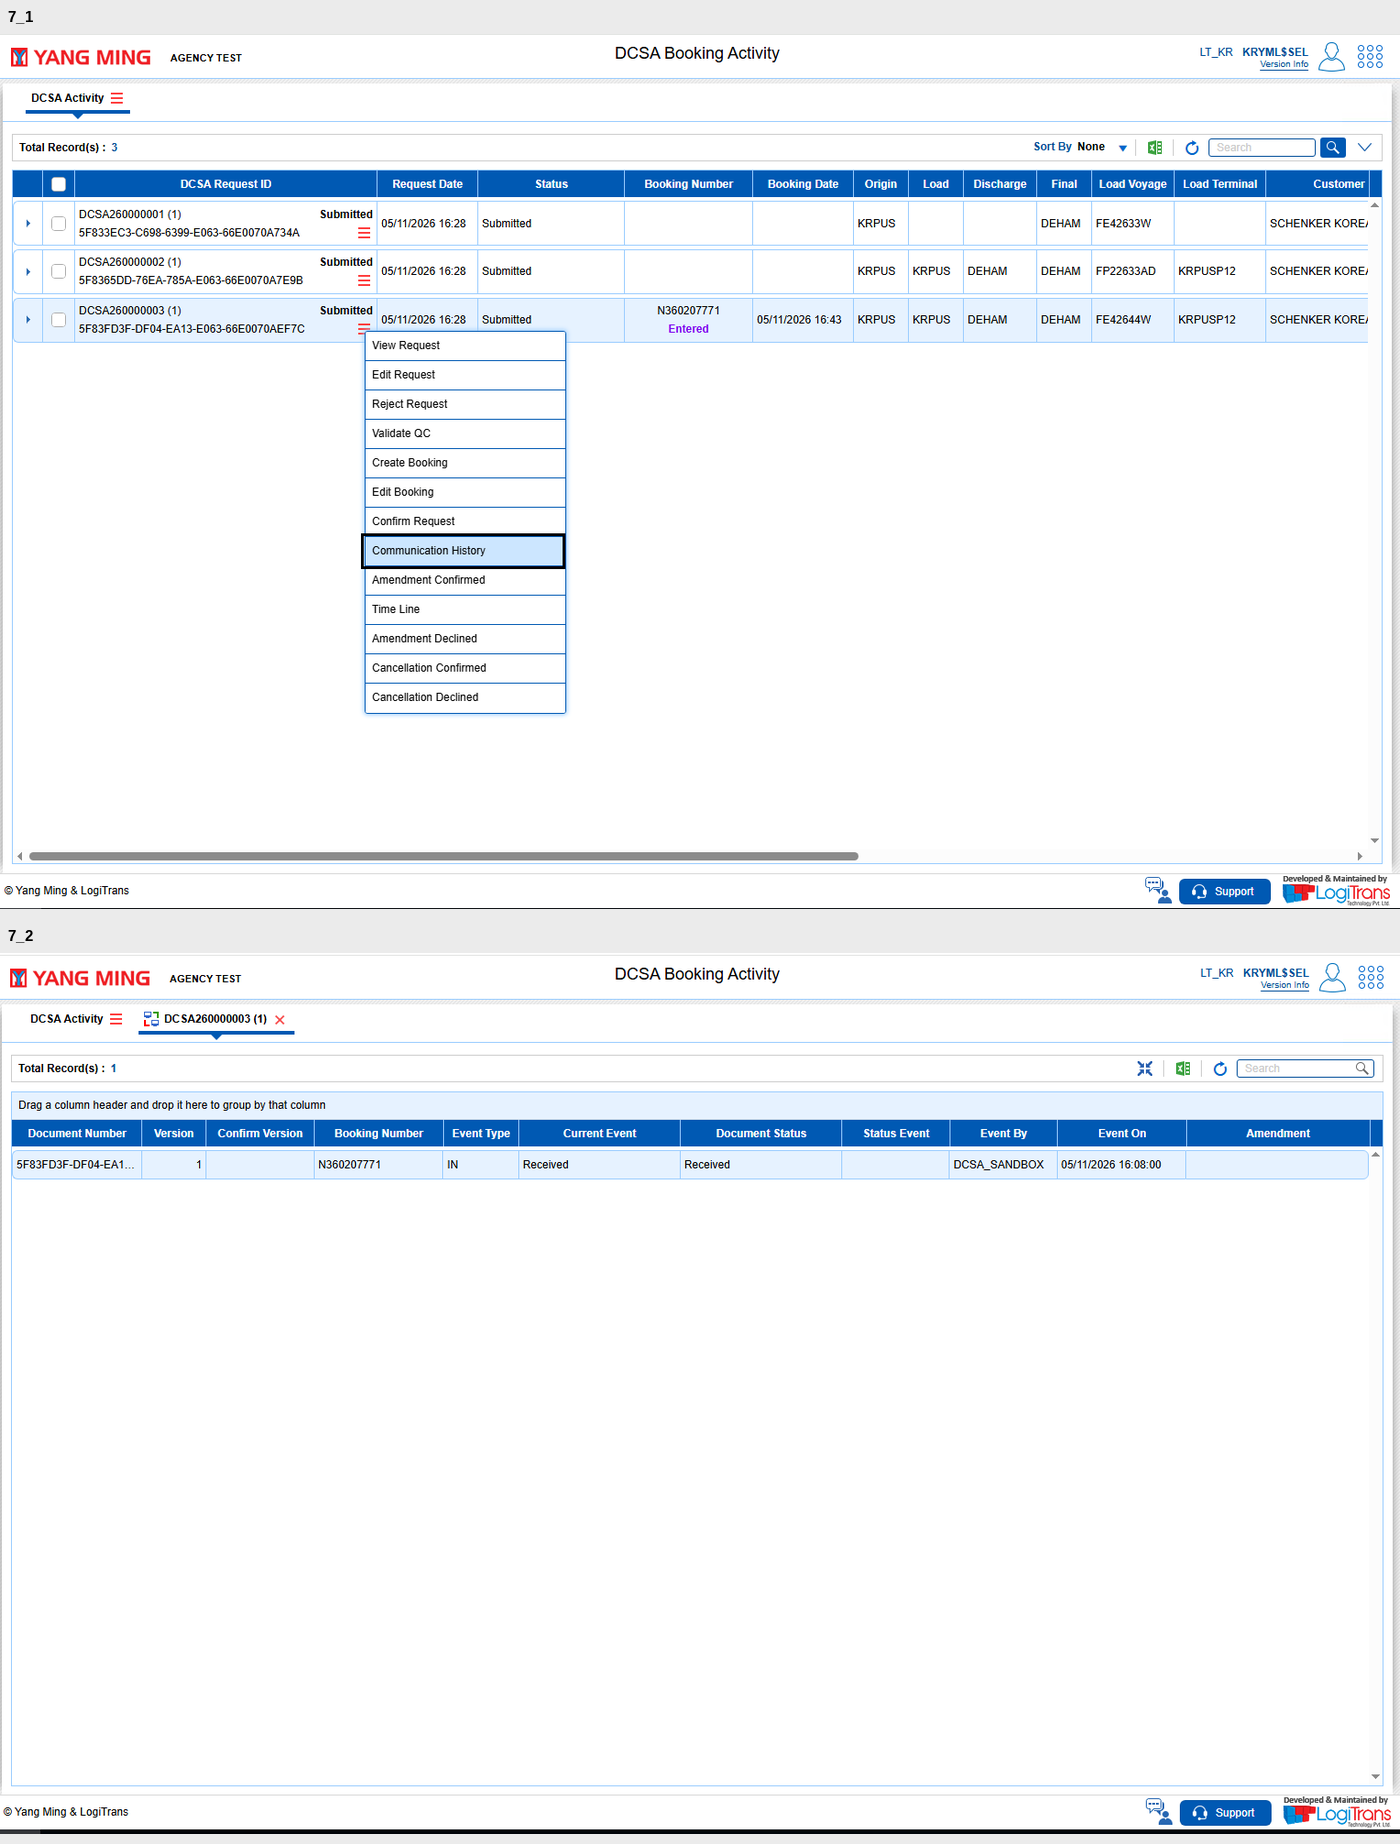 7_1
YANG MING AGENCY TEST DCSA Booking Activity LT_KR KRYML$SEL
Version Info
DCSA Activity
Total Record(s) : 3 Sort By None Search
DCSA Request ID Request Date Status Booking Number Booking Date Origin Load Discharge Final Load Voyage Load Terminal Customer
DCSA260000001 (1) Submitted
5F833EC3-C698-6399-E063-66E0070A734A 05/11/2026 16:28 Submitted KRPUS DEHAM FE42633W SCHENKER KOREA
DCSA260000002 (1) Submitted
5F8365DD-76EA-785A-E063-66E0070A7E9B 05/11/2026 16:28 Submitted KRPUS KRPUS DEHAM DEHAM FP22633AD KRPUSP12 SCHENKER KOREA
DCSA260000003 (1) Submitted N360207771
5F83FD3F-DF04-EA13-E063-66E0070AEF7C 05/11/2026 16:28 Submitted Entered 05/11/2026 16:43 KRPUS KRPUS DEHAM DEHAM FE42644W KRPUSP12 SCHENKER KOREA
View Request
Edit Request
Reject Request
Validate QC
Create Booking
Edit Booking
Confirm Request
Communication History
Amendment Confirmed
Time Line
Amendment Declined
Cancellation Confirmed
Cancellation Declined
© Yang Ming & LogiTrans Support Developed & Maintained by
LogiTrans
Technology Pvt. Ltd.
7_2
YANG MING AGENCY TEST DCSA Booking Activity LT_KR KRYML$SEL
Version Info
DCSA Activity DCSA260000003 (1)
Total Record(s) : 1 Search
Drag a column header and drop it here to group by that column
Document Number Version Confirm Version Booking Number Event Type Current Event Document Status Status Event Event By Event On Amendment
5F83FD3F-DF04-EA1... 1 N360207771 IN Received Received DCSA_SANDBOX 05/11/2026 16:08:00
© Yang Ming & LogiTrans Support Developed & Maintained by
LogiTrans
Technology Pvt. Ltd.